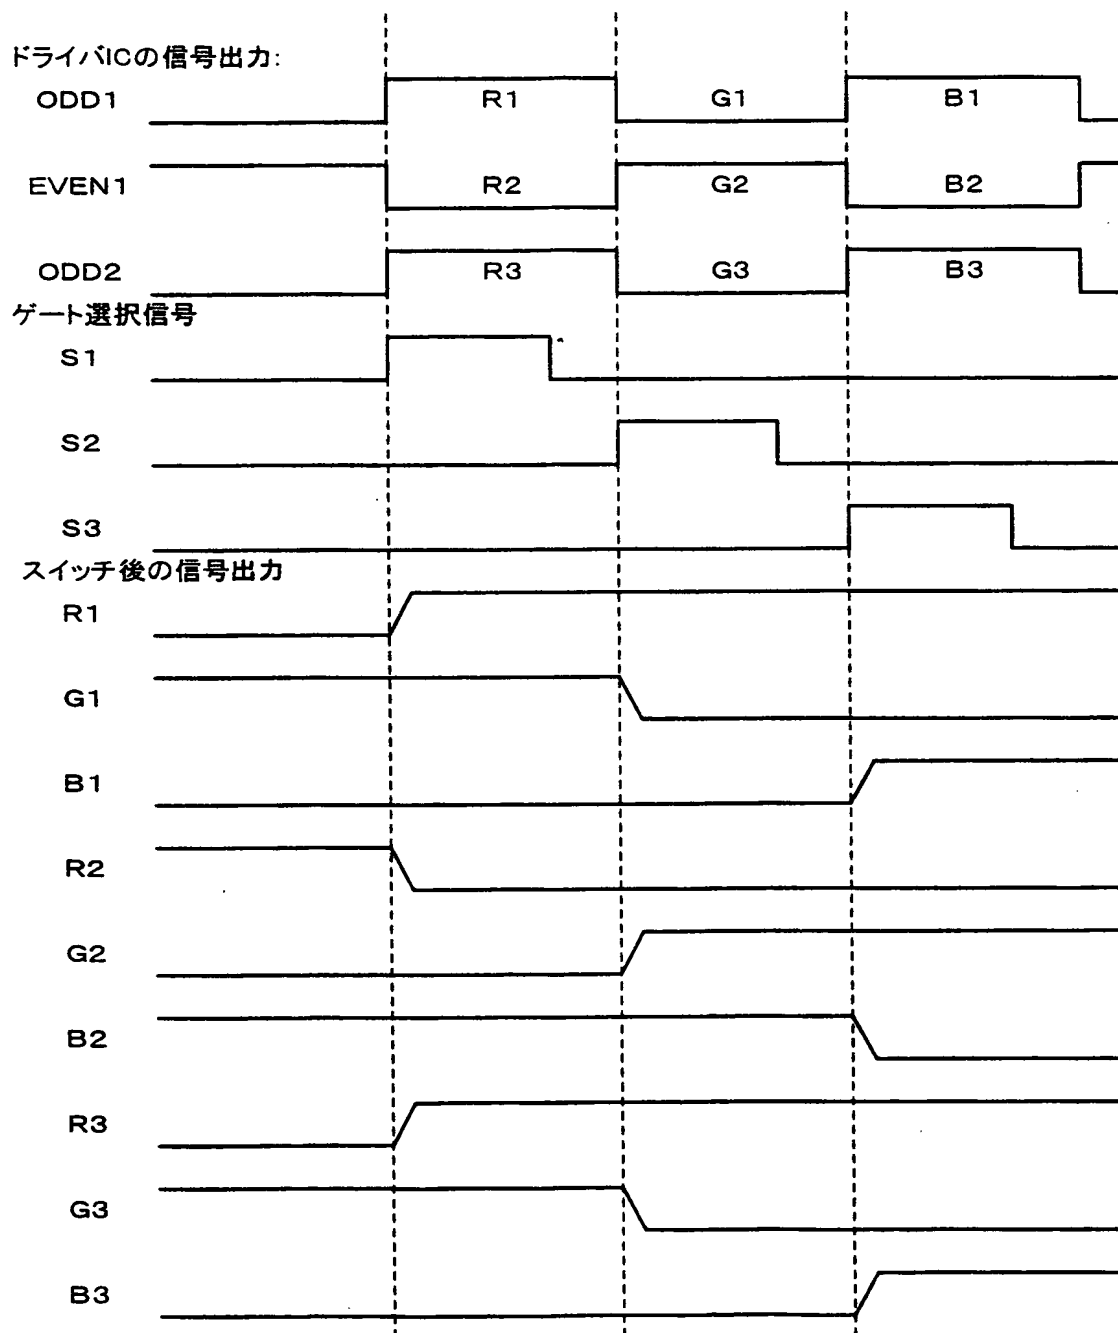 ドライバICの信号出力:
ODD1 R1 G1 B1
EVEN1 R2 G2 B2
ODD2 R3 G3 B3
ゲート選択信号
S1
S2
S3
スイッチ後の信号出力
R1
G1
B1
R2
G2
B2
R3
G3
B3